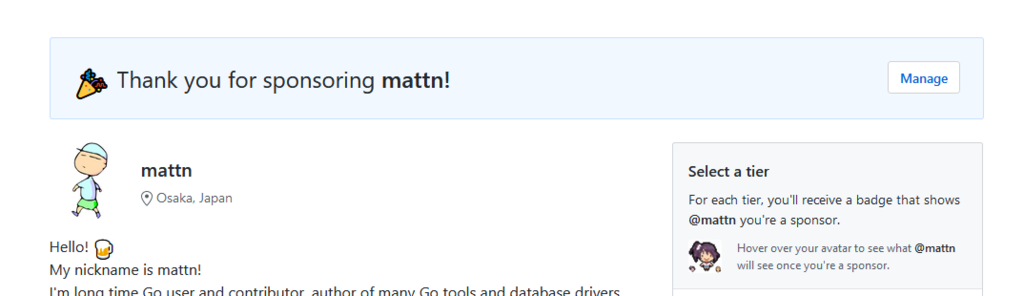 Thank you for sponsoring mattn!
Manage
mattn
Osaka, Japan
Hello!
My nickname is mattn!
I'm long time Go user and contributor, author of many Go tools and database drivers
Select a tier
For each tier, you'll receive a badge that shows
@mattn you're a sponsor.
Hover over your avatar to see what @mattn
will see once you're a sponsor.